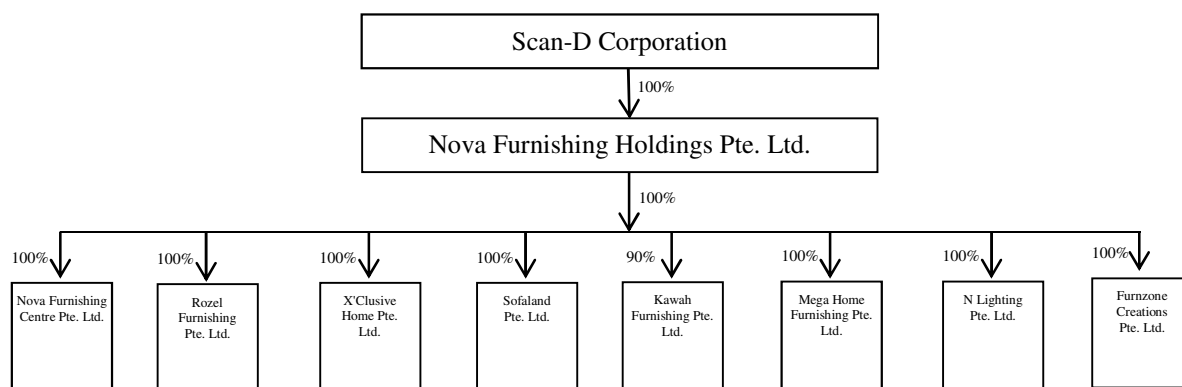 Scan-D Corporation
100%
Nova Furnishing Holdings Pte. Ltd.
100%
100%
100%
100%
100%
90%
100%
100%
100%
Nova Furnishing
Centre Pte. Ltd.
Rozel
Furnishing
Pte. Ltd.
X'Clusive
Home Pte.
Ltd.
Sofaland
Pte. Ltd.
Kawah
Furnishing Pte.
Ltd.
Mega Home
Furnishing Pte.
Ltd.
N Lighting
Pte. Ltd.
Furnzone
Creations
Pte. Ltd.